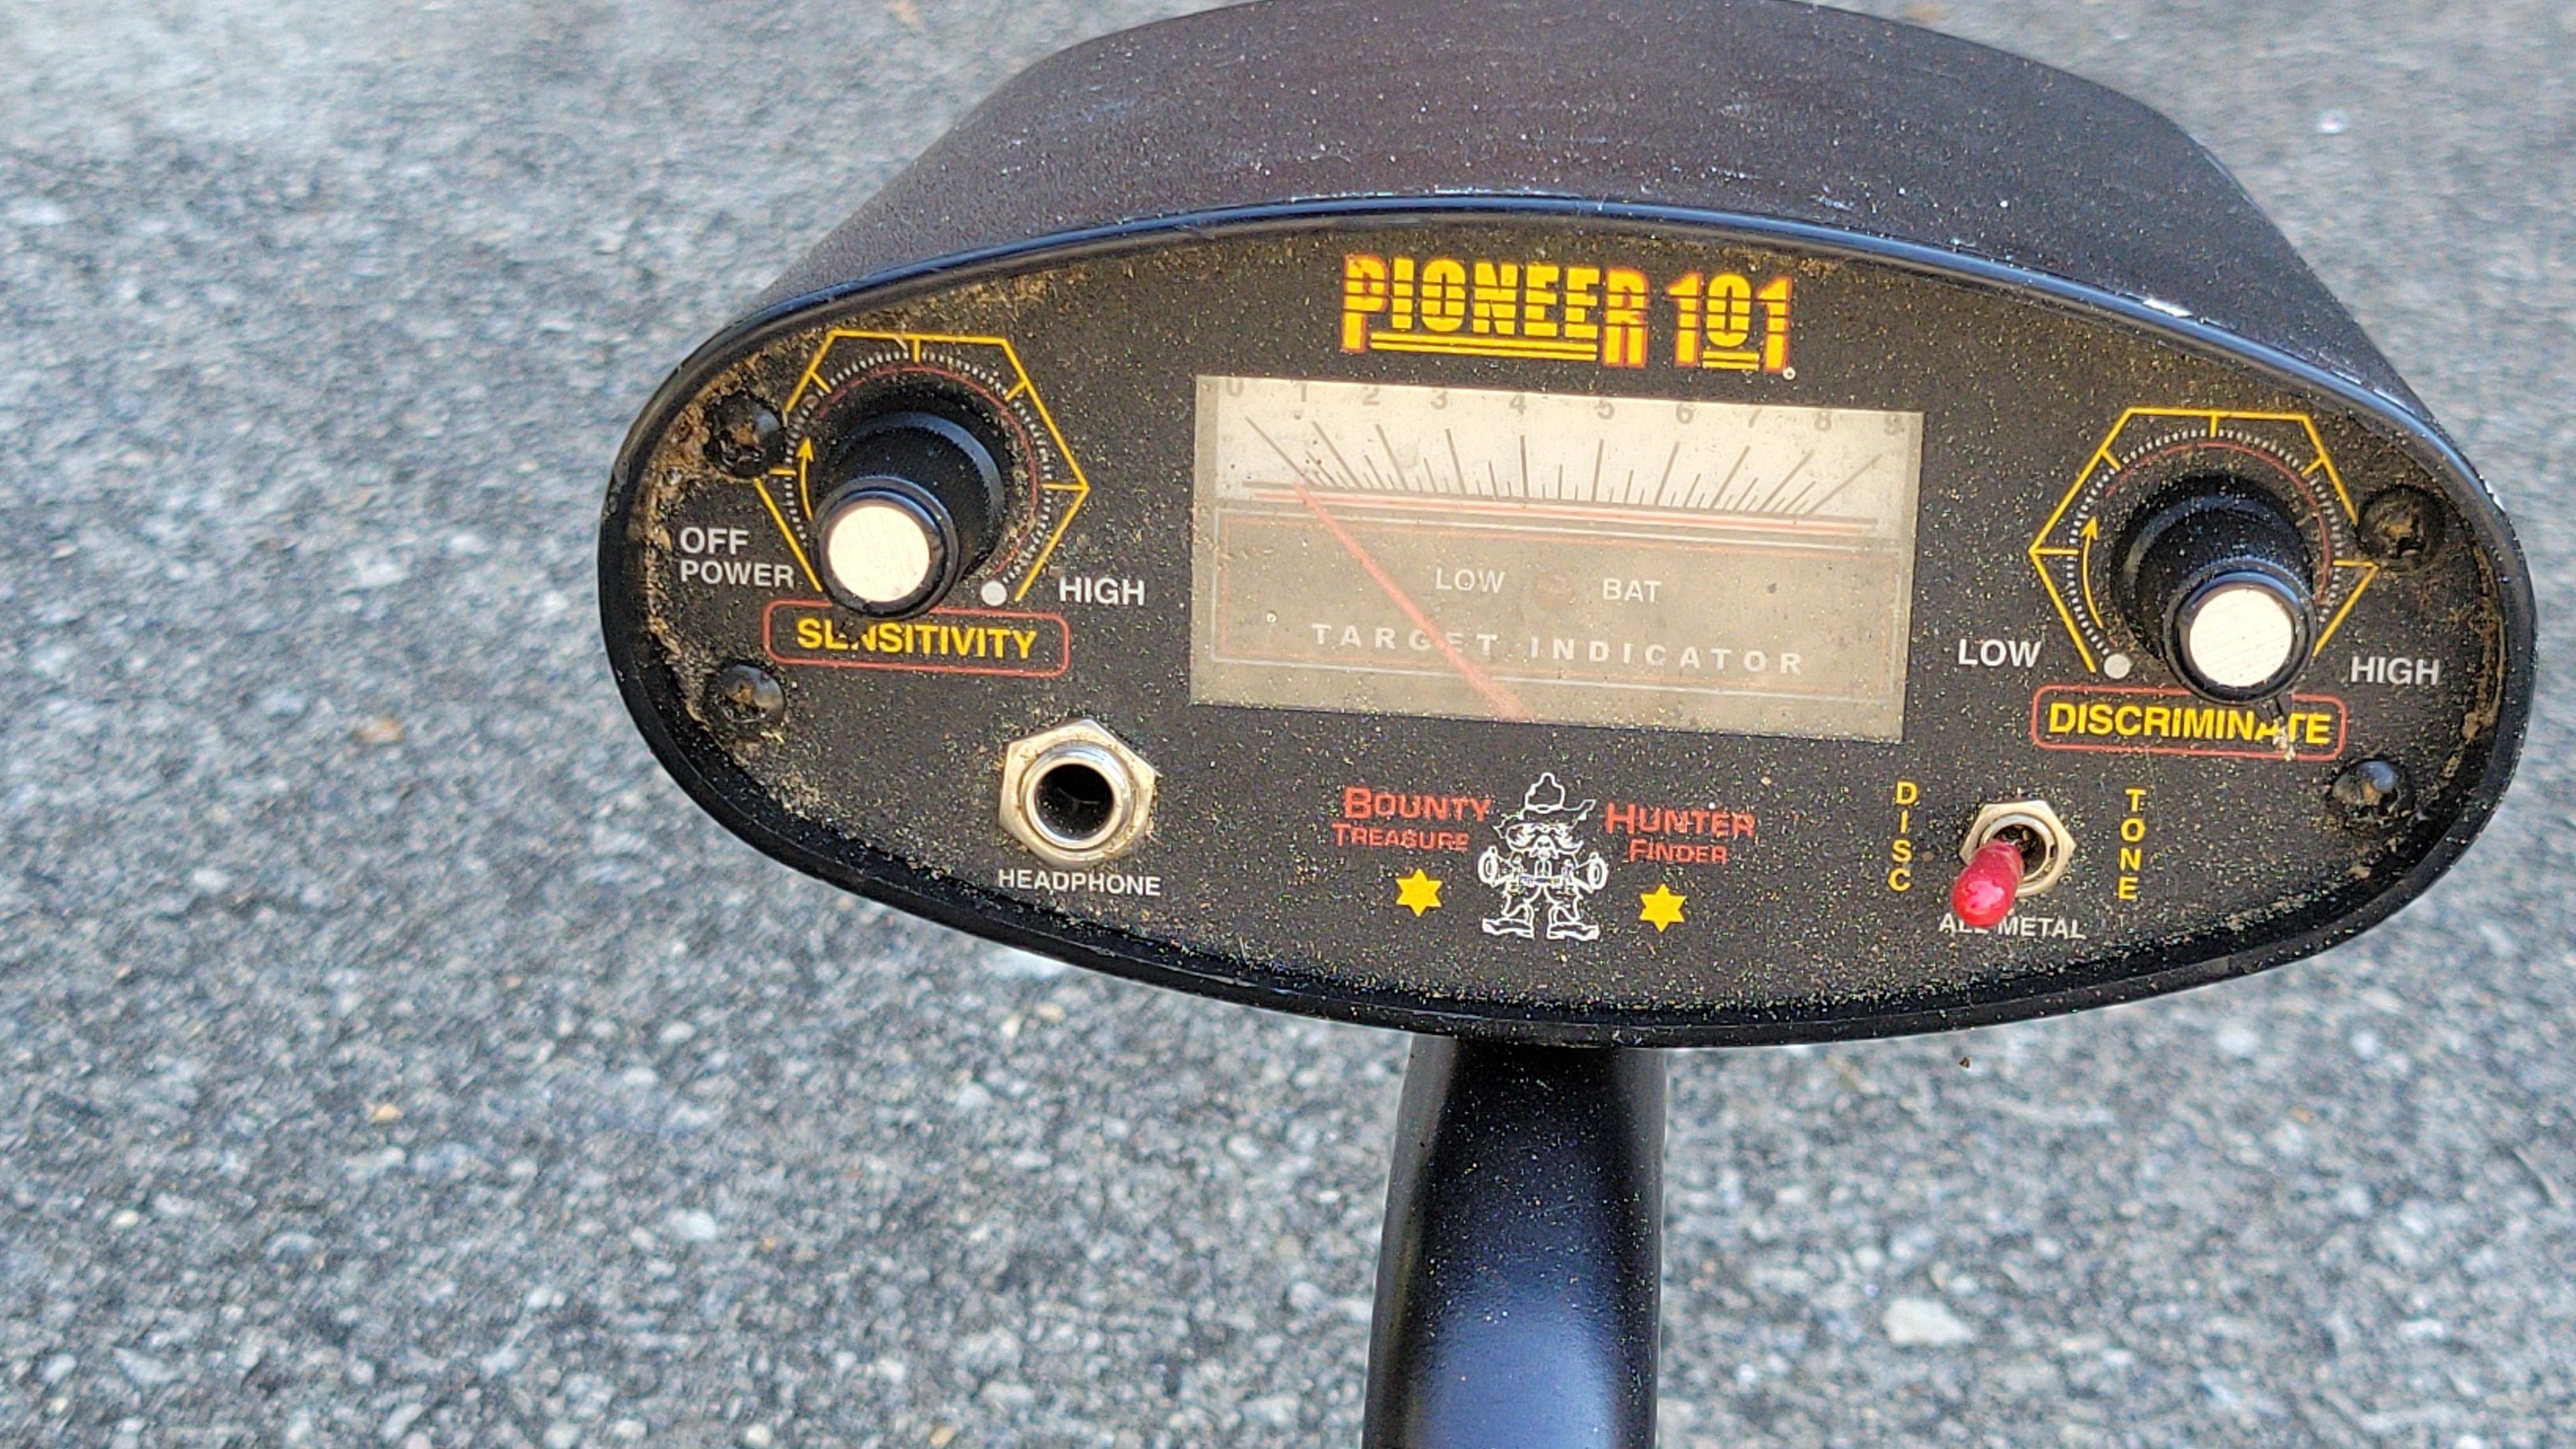 PIONEER 101
0 1 2 3 4 5 6 7 8 9
OFF
POWER
HIGH
SENSITIVITY
LOW BAT
TARGET INDICATOR
LOW
HIGH
DISCRIMINATE
HEADPHONE
BOUNTY HUNTER
TREASURE FINDER
DISC
TONE
ALL METAL